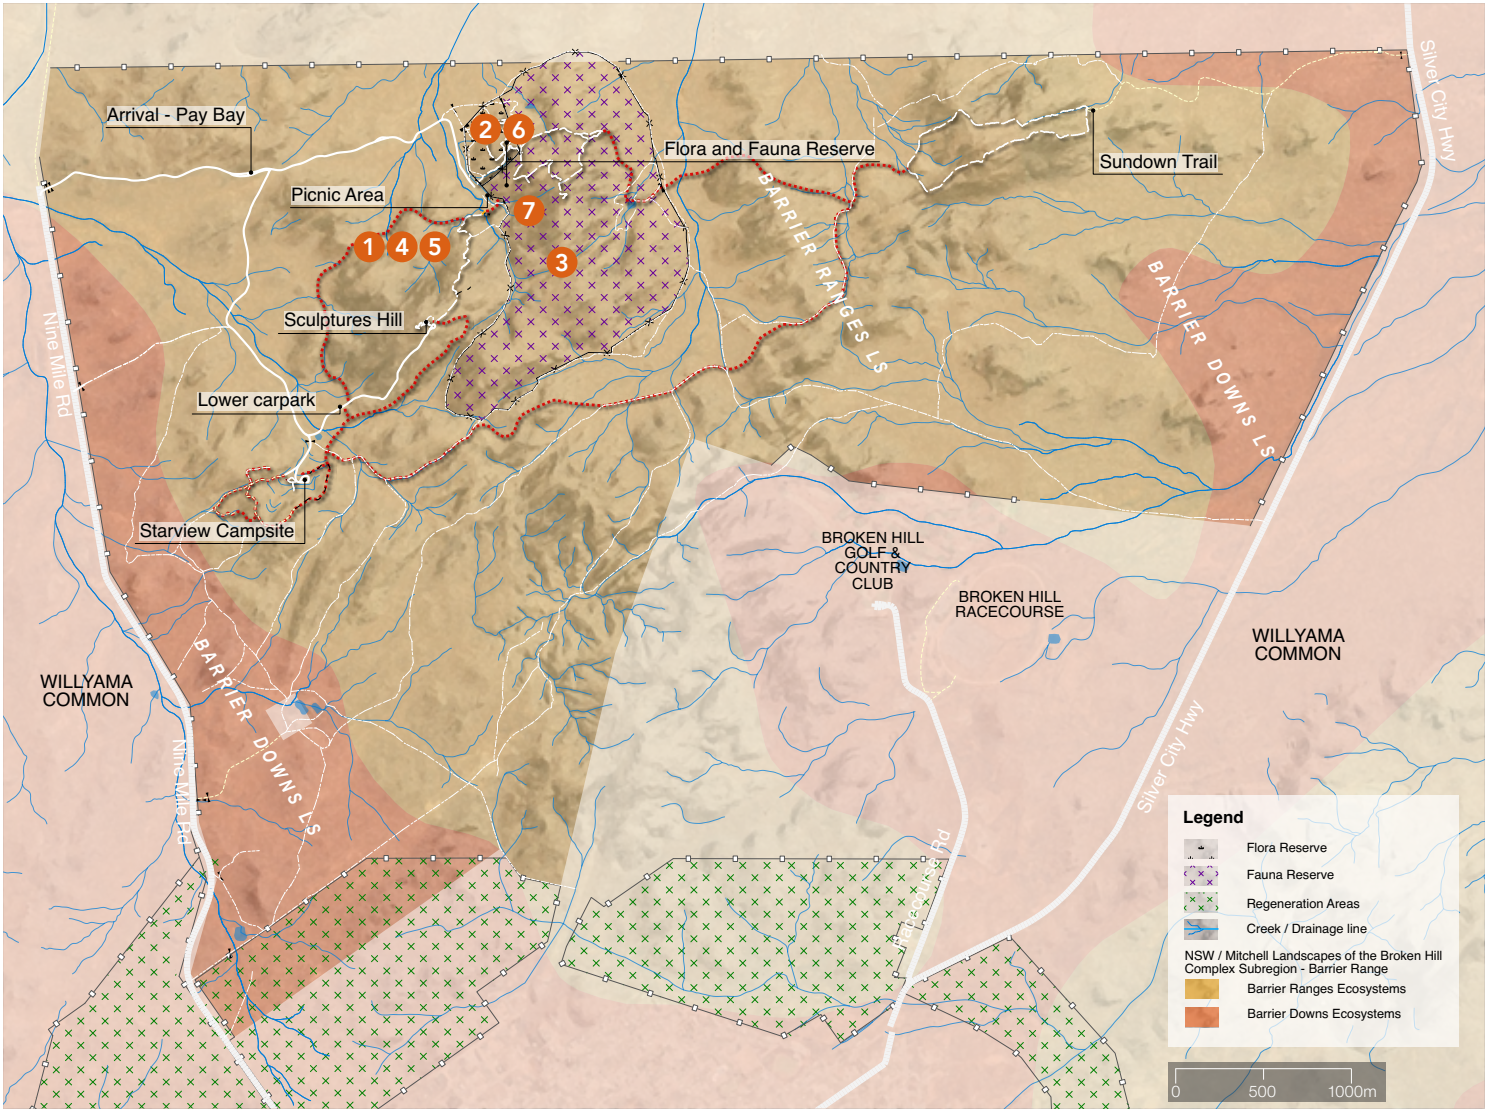 Arrival - Pay Bay
2
6
Flora and Fauna Reserve
Sundown Trail
Picnic Area
7
1
4
5
3
Sculptures Hill
Lower carpark
Starview Campsite
Nine Mile Rd
Silver City Hwy
BARRIER RANGES LS
BARRIER DOWNS LS
BROKEN HILL
GOLF &
COUNTRY
CLUB
BROKEN HILL
RACECOURSE
WILLYAMA
COMMON
WILLYAMA
COMMON
BARRIER DOWNS LS
Nine Mile Rd
Silver City Hwy
Racecourse Rd
Legend
Flora Reserve
Fauna Reserve
Regeneration Areas
Creek / Drainage line
NSW / Mitchell Landscapes of the Broken Hill
Complex Subregion - Barrier Range
Barrier Ranges Ecosystems
Barrier Downs Ecosystems
0 500 1000m